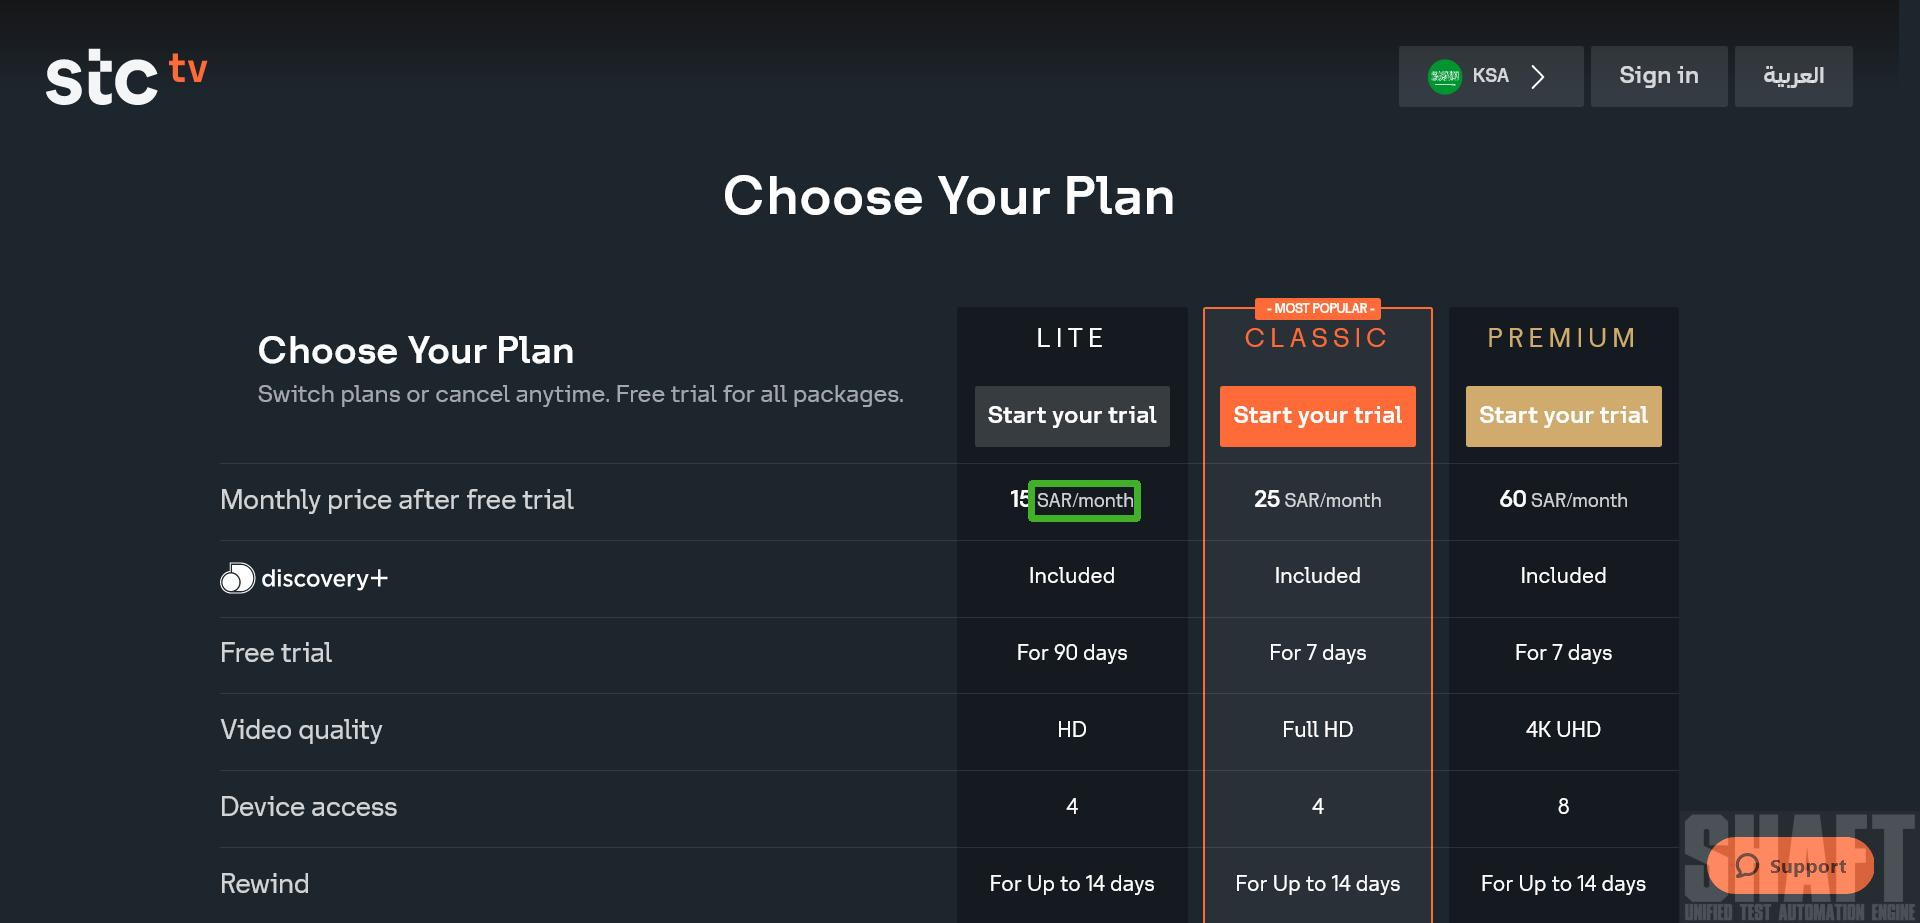 stc tv
KSA
Sign in
العربية
Choose Your Plan
Choose Your Plan
Switch plans or cancel anytime. Free trial for all packages.
LITE
Start your trial
- MOST POPULAR -
CLASSIC
Start your trial
PREMIUM
Start your trial
Monthly price after free trial
15 SAR/month
25 SAR/month
60 SAR/month
discovery+
Included
Included
Included
Free trial
For 90 days
For 7 days
For 7 days
Video quality
HD
Full HD
4K UHD
Device access
4
4
8
Rewind
For Up to 14 days
For Up to 14 days
For Up to 14 days
SHAFT
Support
UNIFIED TEST AUTOMATION ENGINE